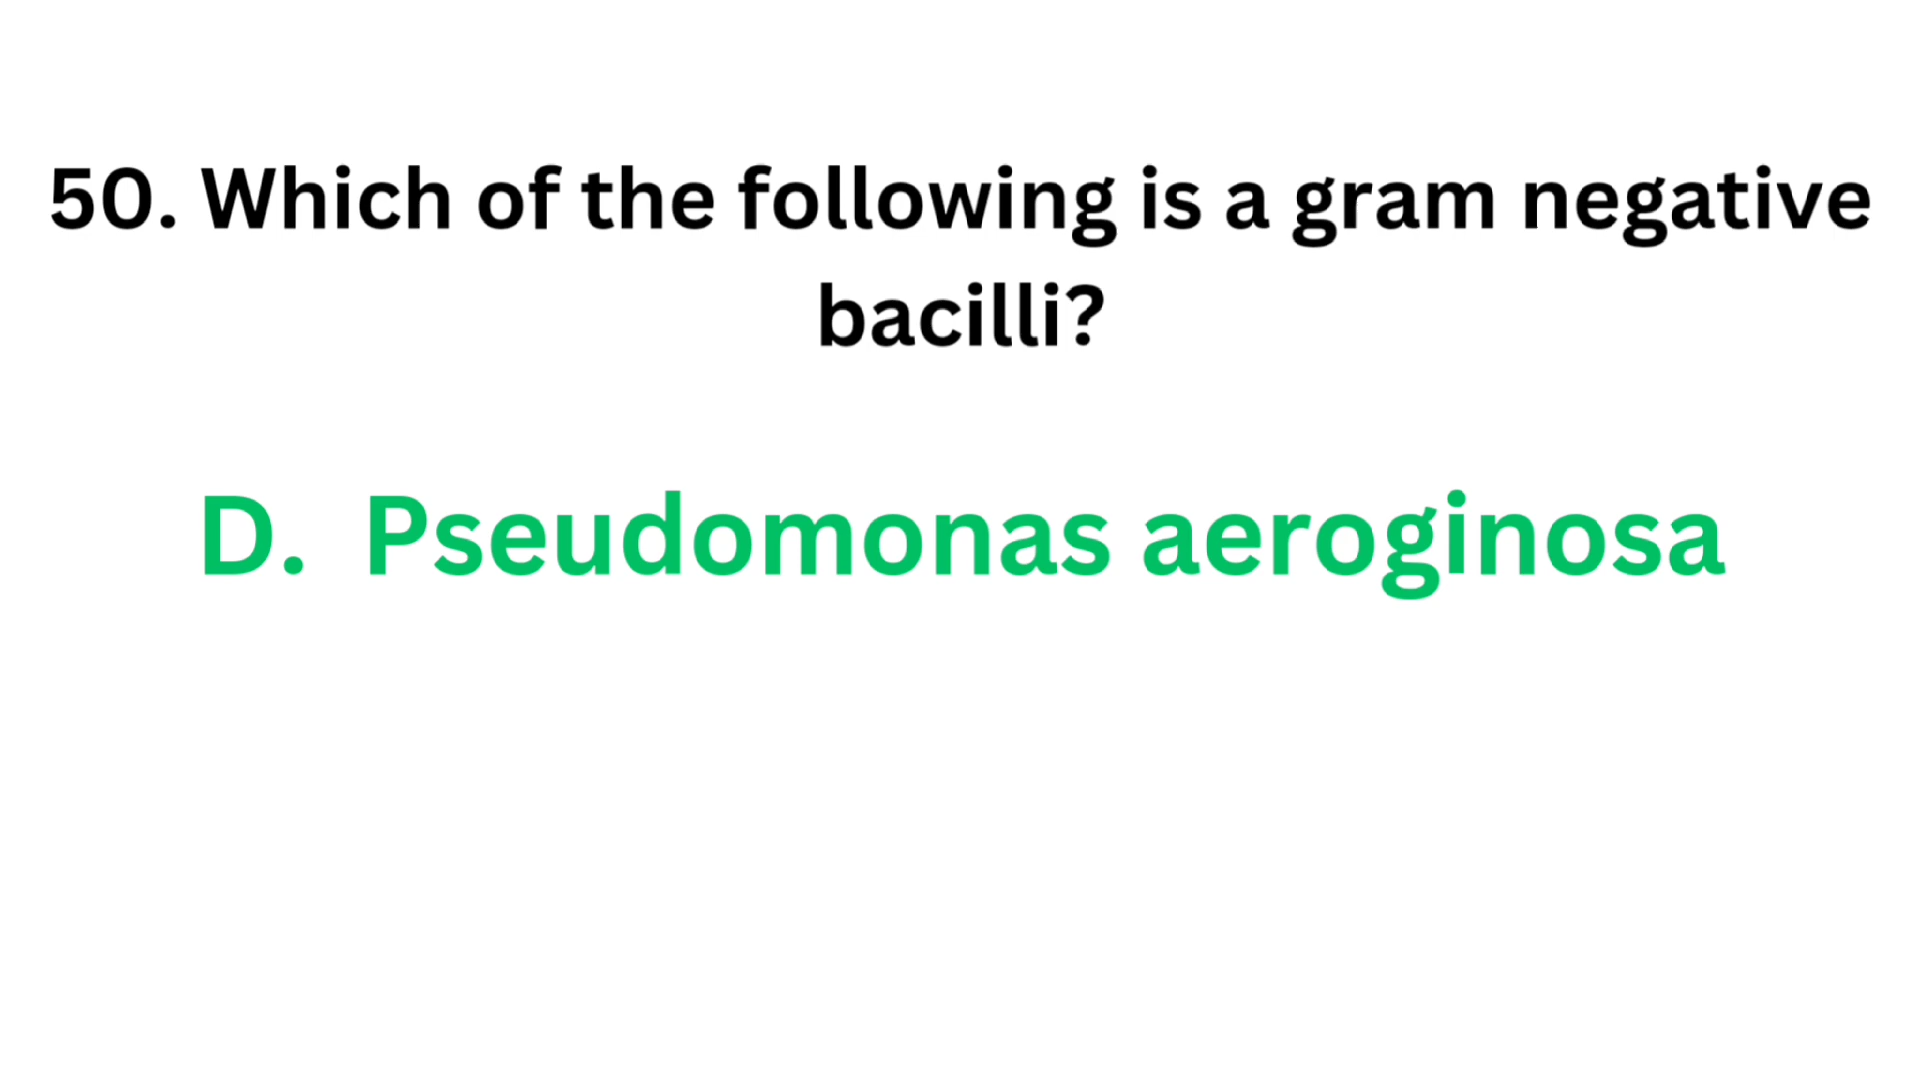 50. Which of the following is a gram negative
bacilli?
D. Pseudomonas aeroginosa